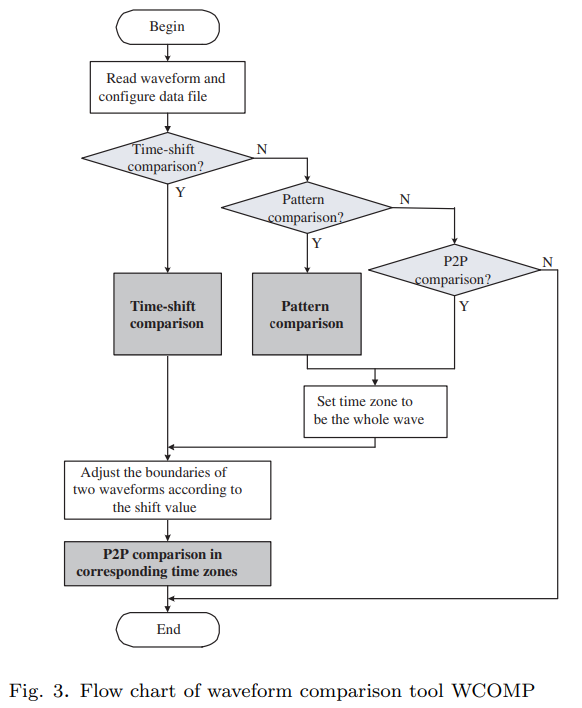 Begin
Read waveform and
configure data file
Time-shift
comparison?
N
Y
Pattern
comparison?
N
Y
P2P
comparison?
N
Y
Time-shift
comparison
Pattern
comparison
Set time zone to
be the whole wave
Adjust the boundaries of
two waveforms according to
the shift value
P2P comparison in
corresponding time zones
End
Fig. 3. Flow chart of waveform comparison tool WCOMP